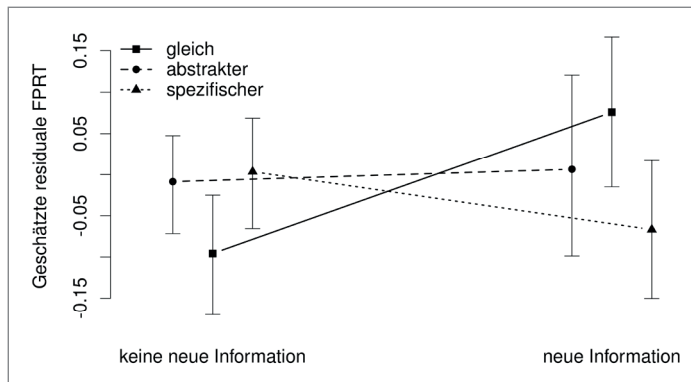 Geschätzte residuale FPRT
0.15
0.05
-0.05
-0.15
gleich
abstrakter
spezifischer
keine neue Information
neue Information